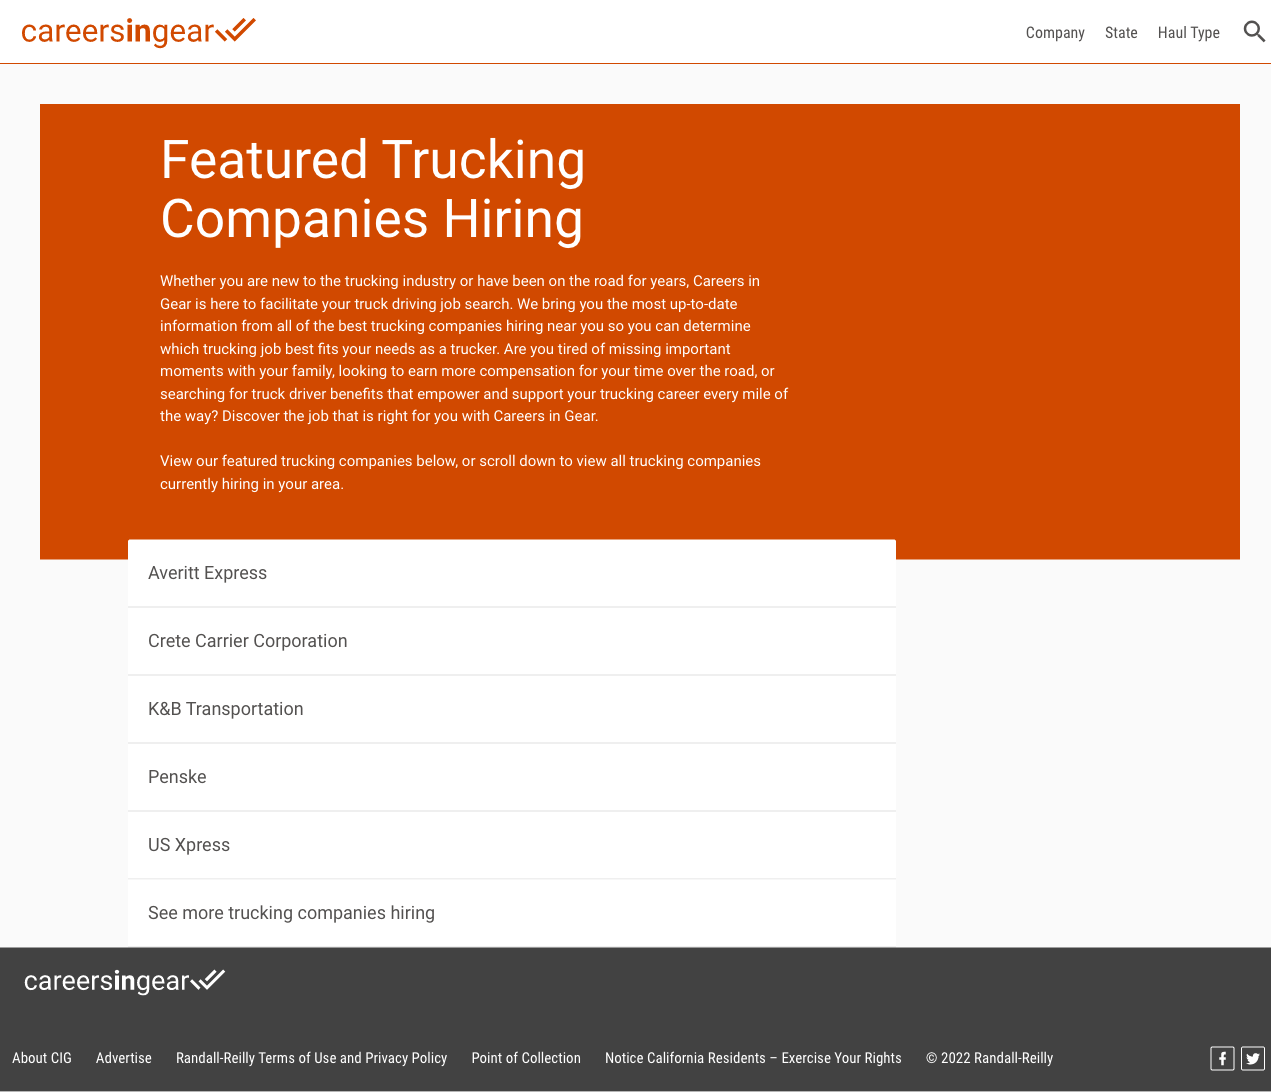 careersingear
Company State Haul Type
Featured Trucking
Companies Hiring
Whether you are new to the trucking industry or have been on the road for years, Careers in
Gear is here to facilitate your truck driving job search. We bring you the most up-to-date
information from all of the best trucking companies hiring near you so you can determine
which trucking job best fits your needs as a trucker. Are you tired of missing important
moments with your family, looking to earn more compensation for your time over the road, or
searching for truck driver benefits that empower and support your trucking career every mile of
the way? Discover the job that is right for you with Careers in Gear.
View our featured trucking companies below, or scroll down to view all trucking companies
currently hiring in your area.
Averitt Express
Crete Carrier Corporation
K&B Transportation
Penske
US Xpress
See more trucking companies hiring
careersingear
About CIG Advertise Randall-Reilly Terms of Use and Privacy Policy Point of Collection Notice California Residents – Exercise Your Rights © 2022 Randall-Reilly